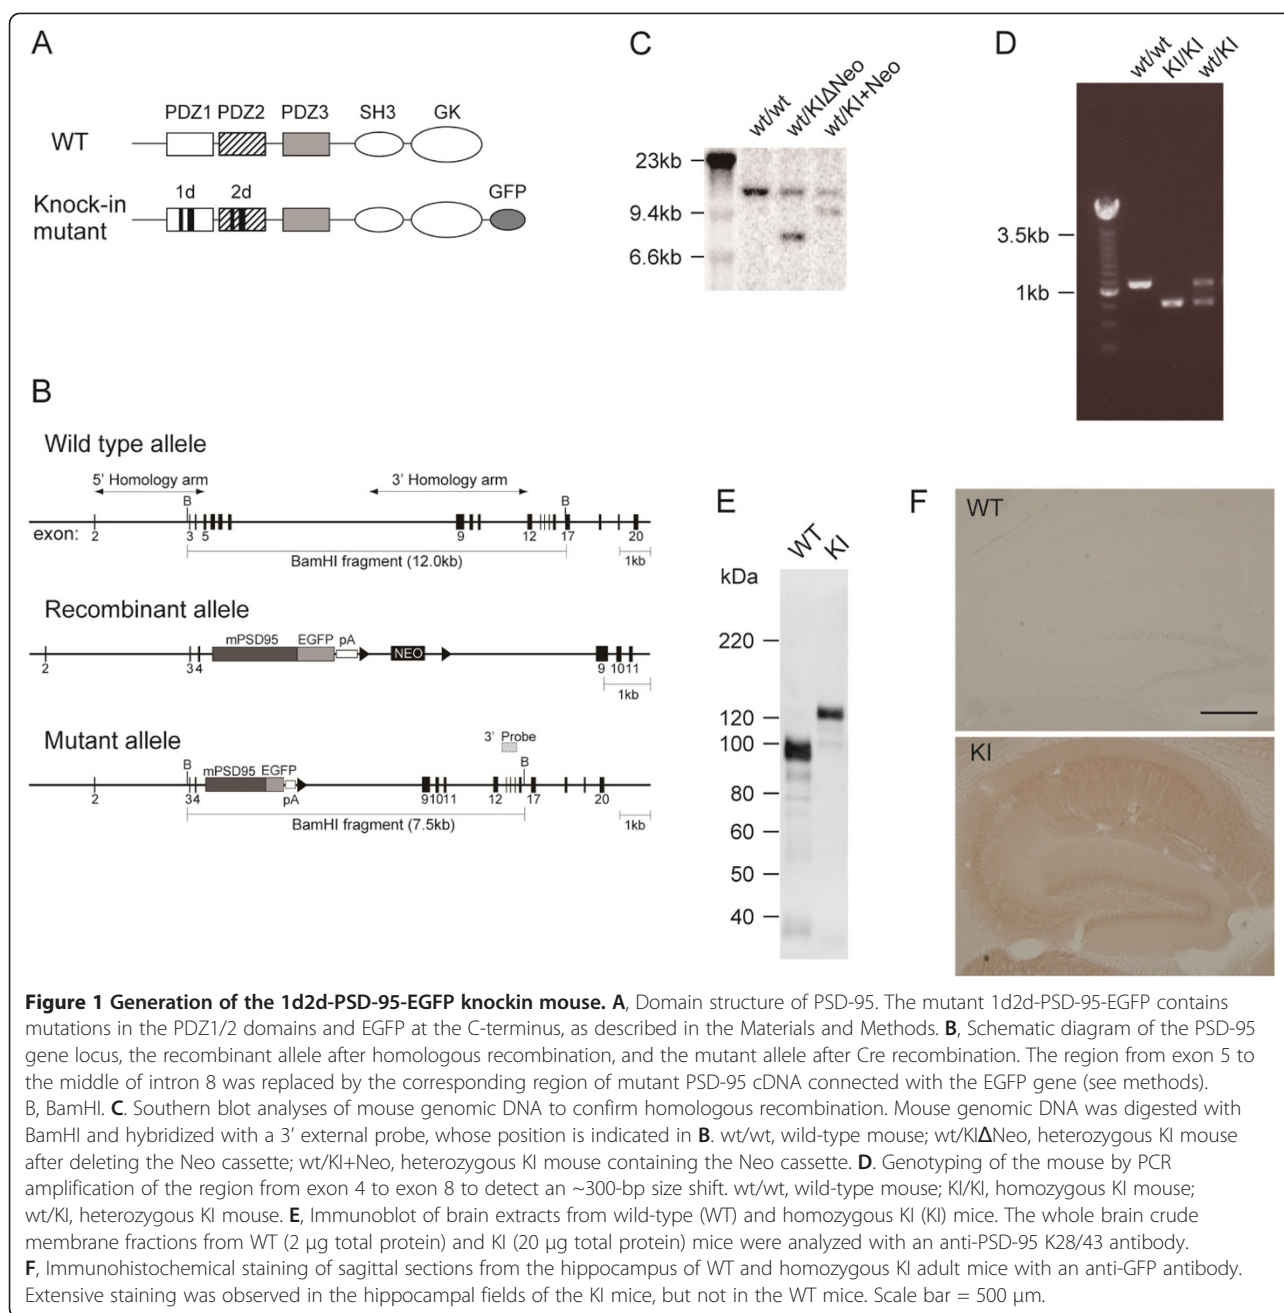 A
PDZ1 PDZ2 PDZ3 SH3 GK
WT
1d 2d GFP
Knock-in
mutant
C
wt/wt wt/KIΔNeo wt/KI+Neo
23kb
9.4kb
6.6kb
D
wt/wt KI/KI wt/KI
3.5kb
1kb
B
Wild type allele
5' Homology arm 3' Homology arm
B B
exon: 2 3 5 9 12 17 20
BamHI fragment (12.0kb) 1kb
Recombinant allele
mPSD95 EGFP pA NEO
2 3 4 9 10 11
1kb
Mutant allele
3' Probe
B mPSD95 EGFP B
2 3 4 pA 9 10 11 12 17 20
BamHI fragment (7.5kb) 1kb
E
WT KI
kDa
220
120
100
80
60
50
40
F
WT
KI
Figure 1 Generation of the 1d2d-PSD-95-EGFP knockin mouse. A, Domain structure of PSD-95. The mutant 1d2d-PSD-95-EGFP contains
mutations in the PDZ1/2 domains and EGFP at the C-terminus, as described in the Materials and Methods. B, Schematic diagram of the PSD-95
gene locus, the recombinant allele after homologous recombination, and the mutant allele after Cre recombination. The region from exon 5 to
the middle of intron 8 was replaced by the corresponding region of mutant PSD-95 cDNA connected with the EGFP gene (see methods).
B, BamHI. C. Southern blot analyses of mouse genomic DNA to confirm homologous recombination. Mouse genomic DNA was digested with
BamHI and hybridized with a 3′ external probe, whose position is indicated in B. wt/wt, wild-type mouse; wt/KIΔNeo, heterozygous KI mouse
after deleting the Neo cassette; wt/KI+Neo, heterozygous KI mouse containing the Neo cassette. D. Genotyping of the mouse by PCR
amplification of the region from exon 4 to exon 8 to detect an ~300-bp size shift. wt/wt, wild-type mouse; KI/KI, homozygous KI mouse;
wt/KI, heterozygous KI mouse. E, Immunoblot of brain extracts from wild-type (WT) and homozygous KI (KI) mice. The whole brain crude
membrane fractions from WT (2 μg total protein) and KI (20 μg total protein) mice were analyzed with an anti-PSD-95 K28/43 antibody.
F, Immunohistochemical staining of sagittal sections from the hippocampus of WT and homozygous KI adult mice with an anti-GFP antibody.
Extensive staining was observed in the hippocampal fields of the KI mice, but not in the WT mice. Scale bar = 500 μm.